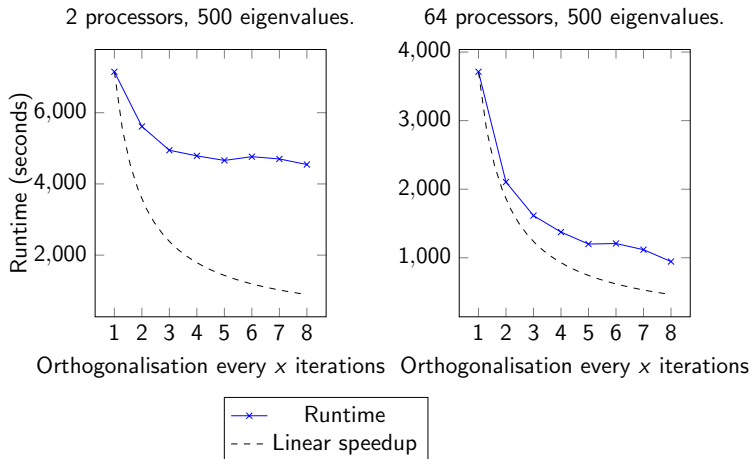 2 processors, 500 eigenvalues.
Runtime (seconds)
6,000
4,000
2,000
1 2 3 4 5 6 7 8
Orthogonalisation every x iterations
64 processors, 500 eigenvalues.
4,000
3,000
2,000
1,000
1 2 3 4 5 6 7 8
Orthogonalisation every x iterations
Runtime
Linear speedup